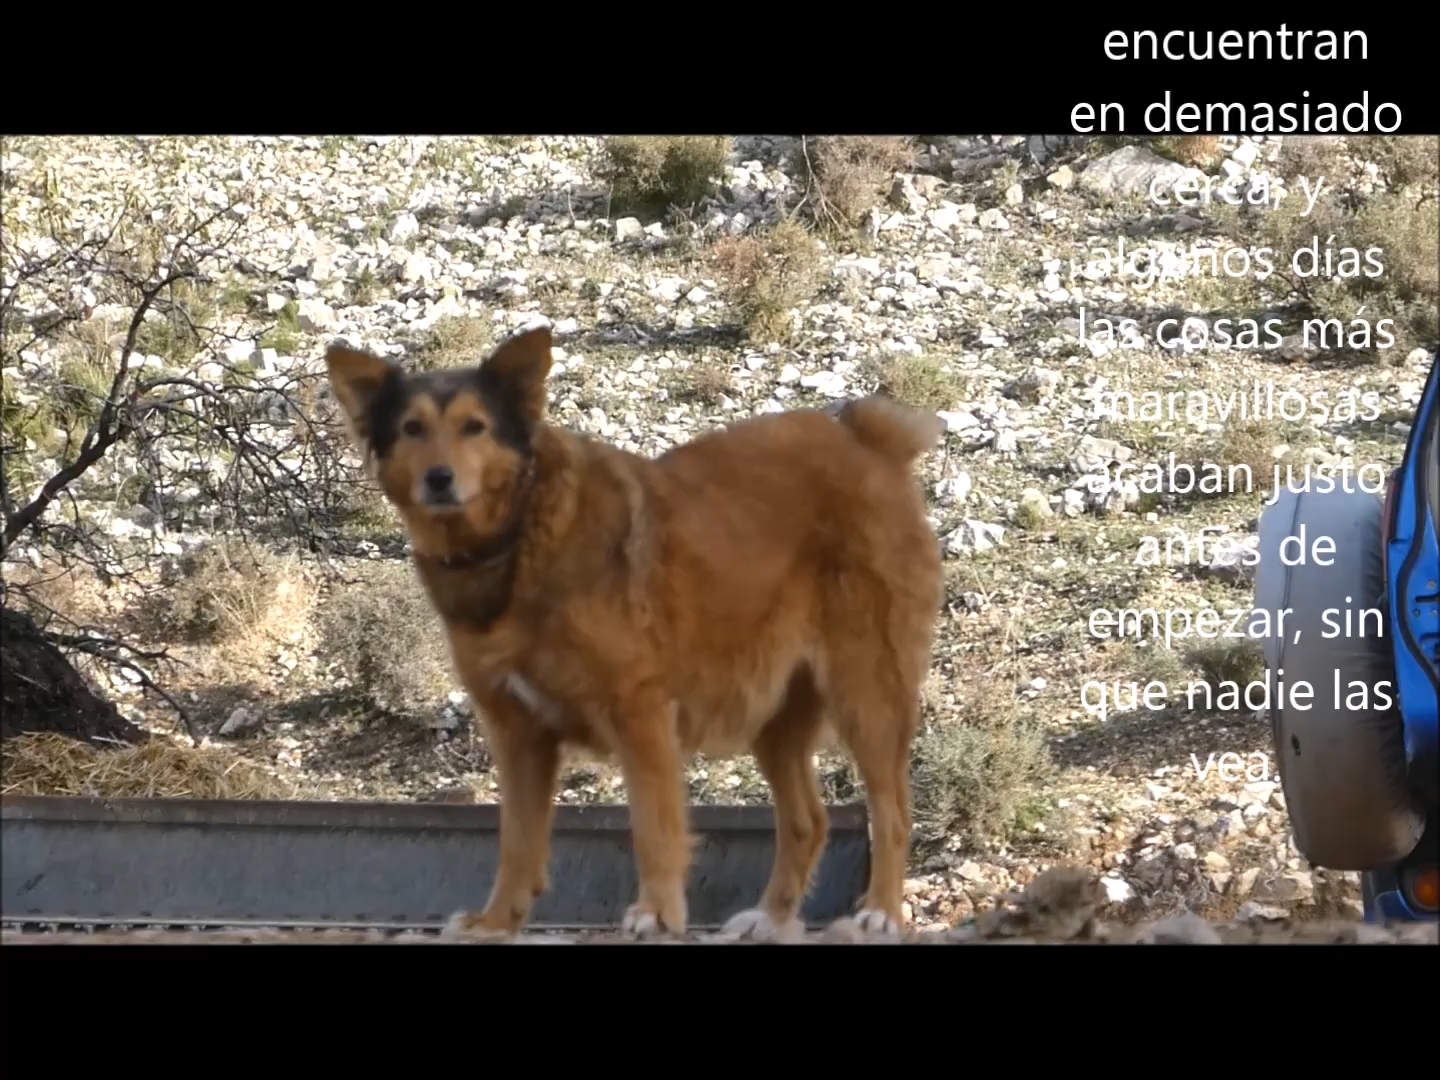 encuentran
en demasiado
cerca, y
algunos días
las cosas más
maravillosas
acaban justo
antes de
empezar, sin
que nadie las
vea.